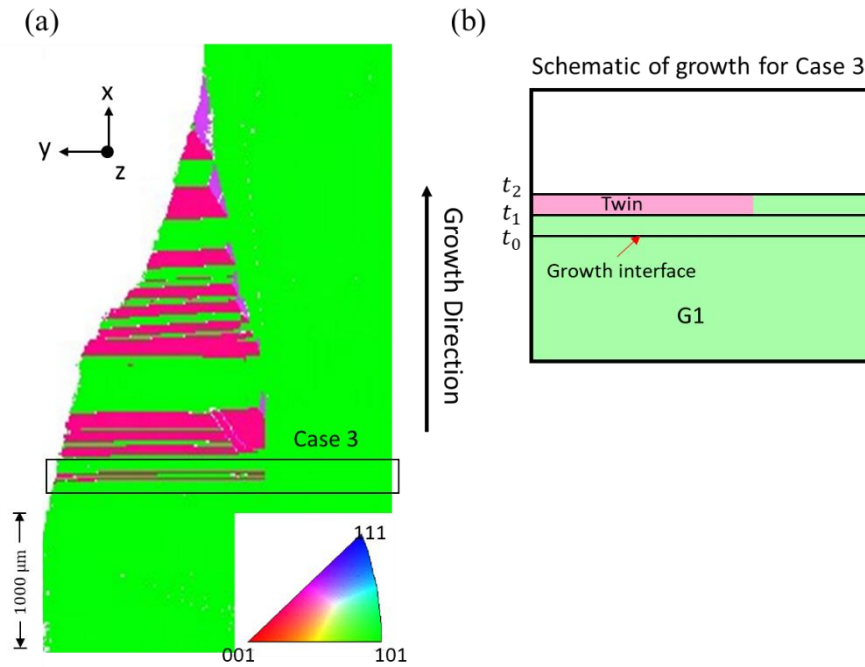 (a)
(b)
Schematic of growth for Case 3
x
y
z
t₂
Twin
t₁
t₀
Growth interface
G1
Growth Direction
Case 3
1000 μm
111
001
101